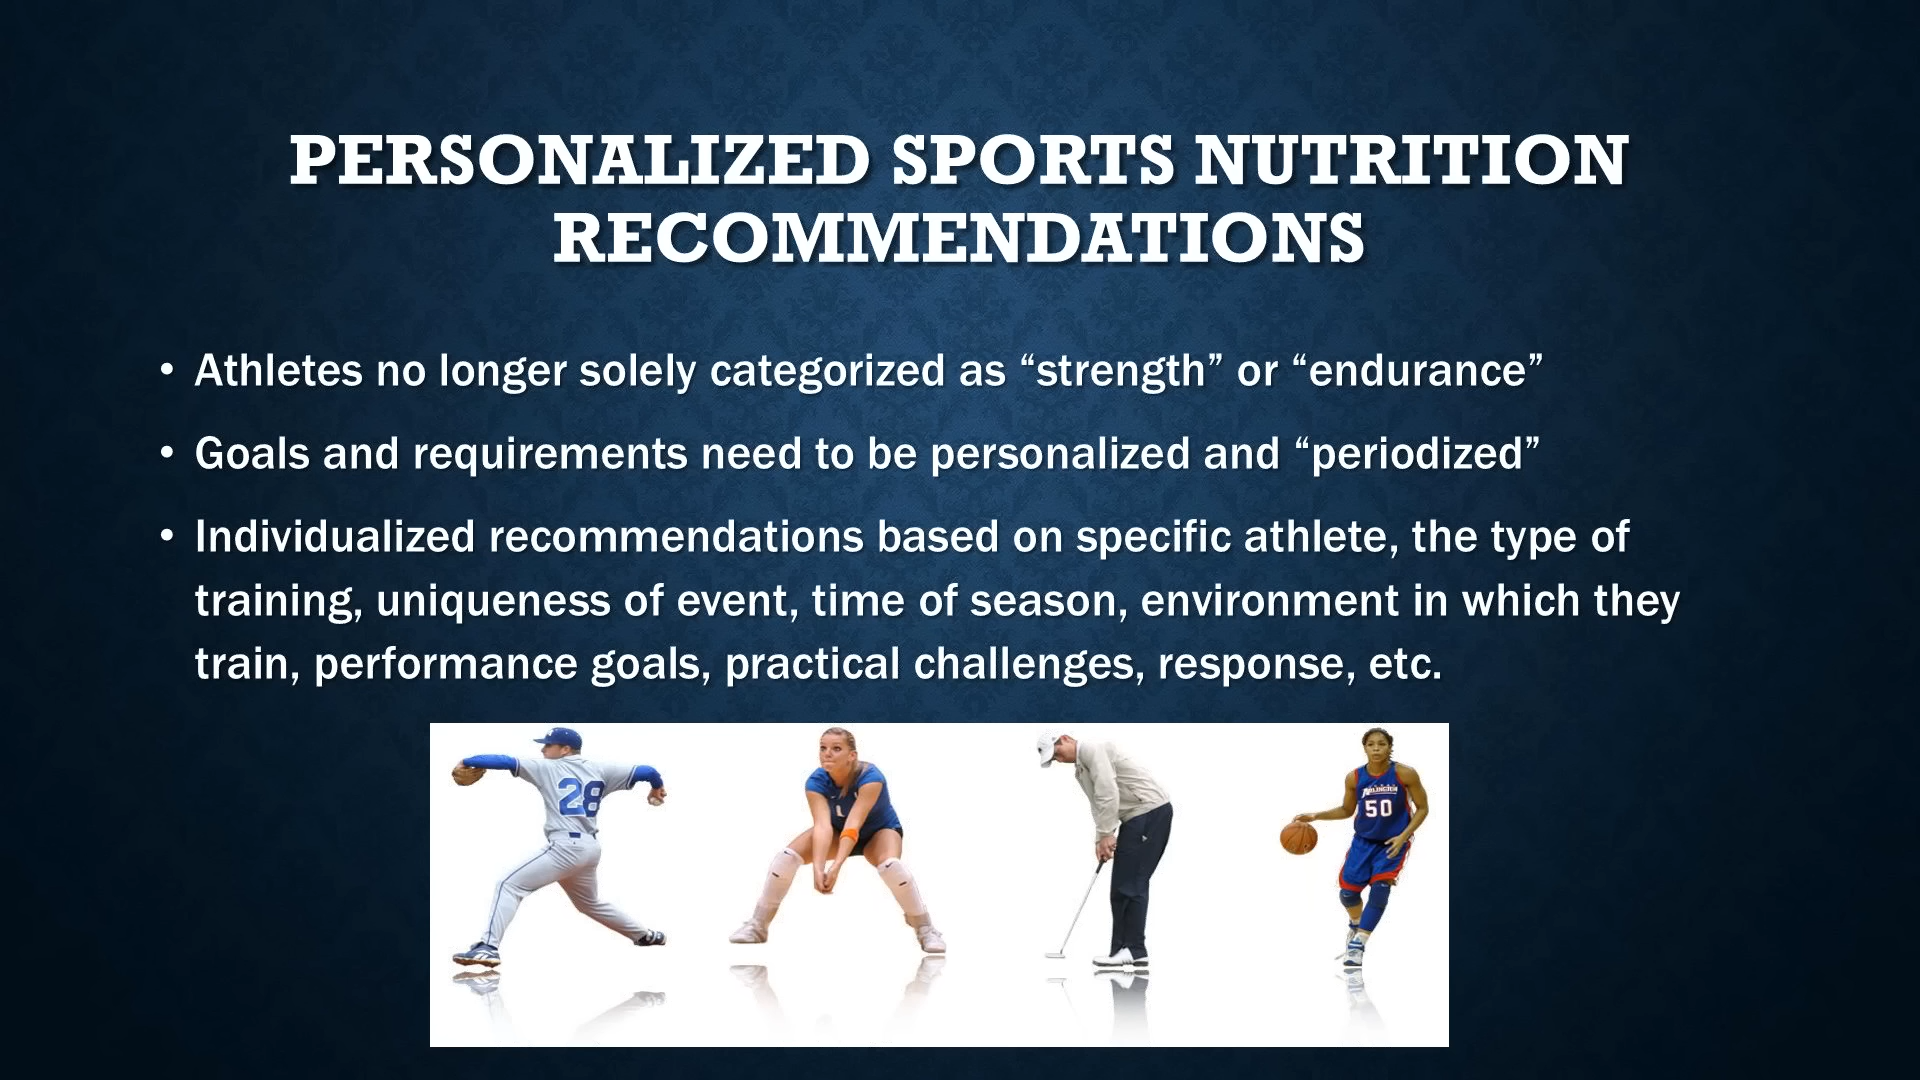 PERSONALIZED SPORTS NUTRITION
RECOMMENDATIONS
• Athletes no longer solely categorized as “strength” or “endurance”
• Goals and requirements need to be personalized and “periodized”
• Individualized recommendations based on specific athlete, the type of
training, uniqueness of event, time of season, environment in which they
train, performance goals, practical challenges, response, etc.
28
ARLINGTON
50